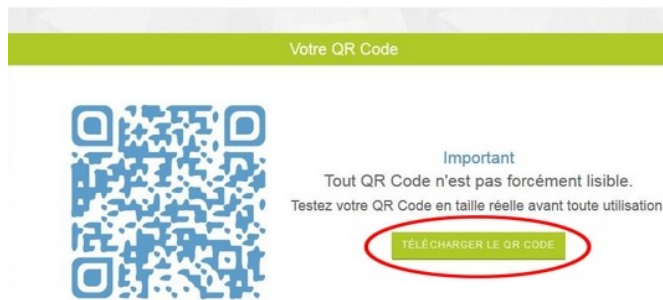 Votre QR Code
Important
Tout QR Code n'est pas forcément lisible.
Testez votre QR Code en taille réelle avant toute utilisation
TÉLÉCHARGER LE QR CODE